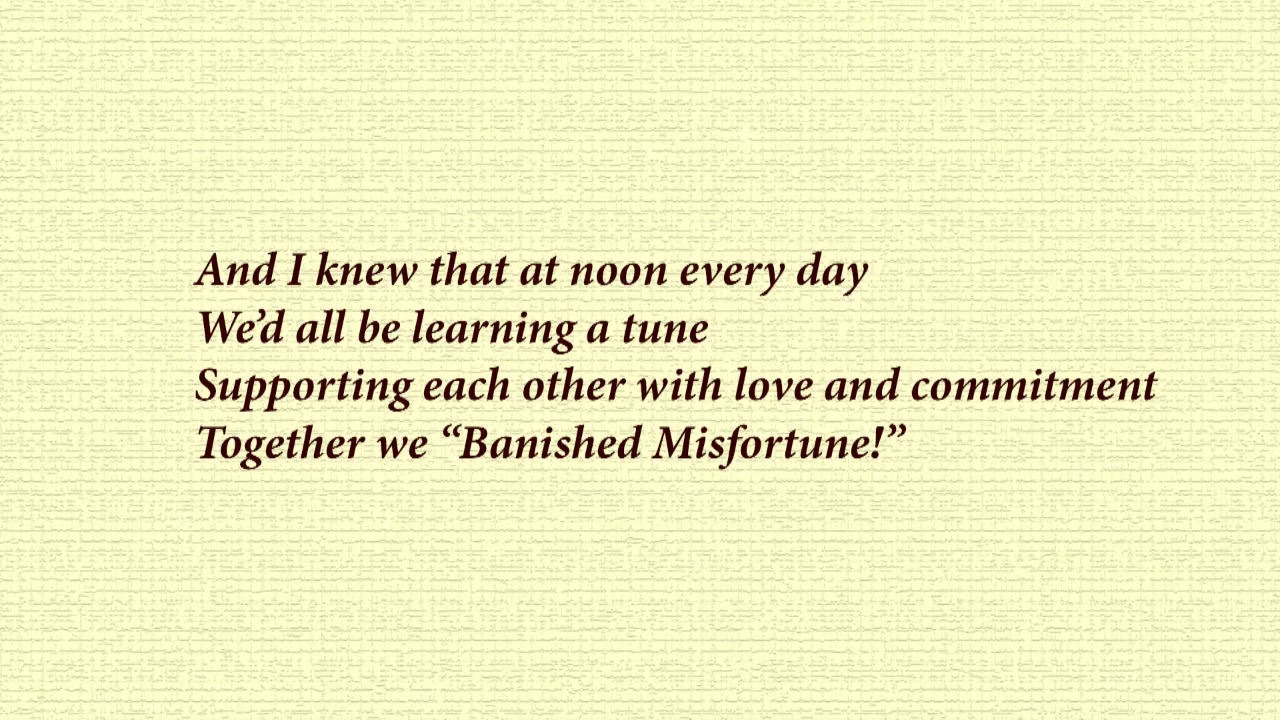 And I knew that at noon every day
We’d all be learning a tune
Supporting each other with love and commitment
Together we “Banished Misfortune!”